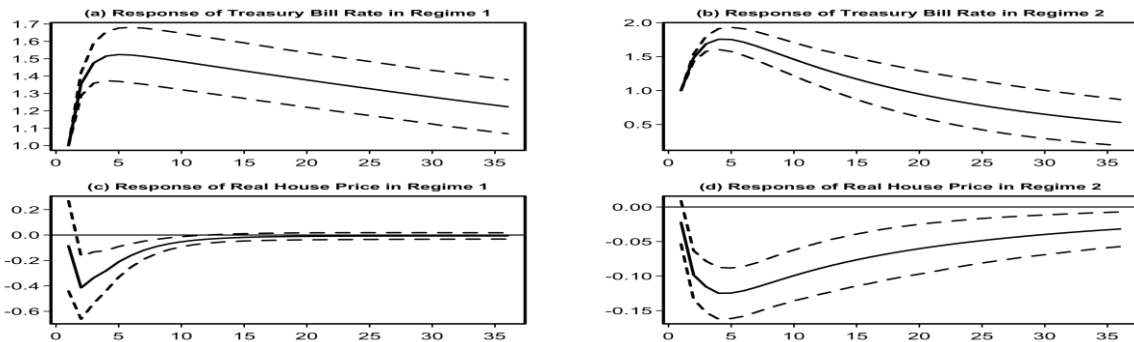 (a) Response of Treasury Bill Rate in Regime 1
1.7
1.6
1.5
1.4
1.3
1.2
1.1
1.0
0 5 10 15 20 25 30 35
(b) Response of Treasury Bill Rate in Regime 2
2.0
1.5
1.0
0.5
0 5 10 15 20 25 30 35
(c) Response of Real House Price in Regime 1
0.2
0.0
-0.2
-0.4
-0.6
0 5 10 15 20 25 30 35
(d) Response of Real House Price in Regime 2
0.00
-0.05
-0.10
-0.15
0 5 10 15 20 25 30 35